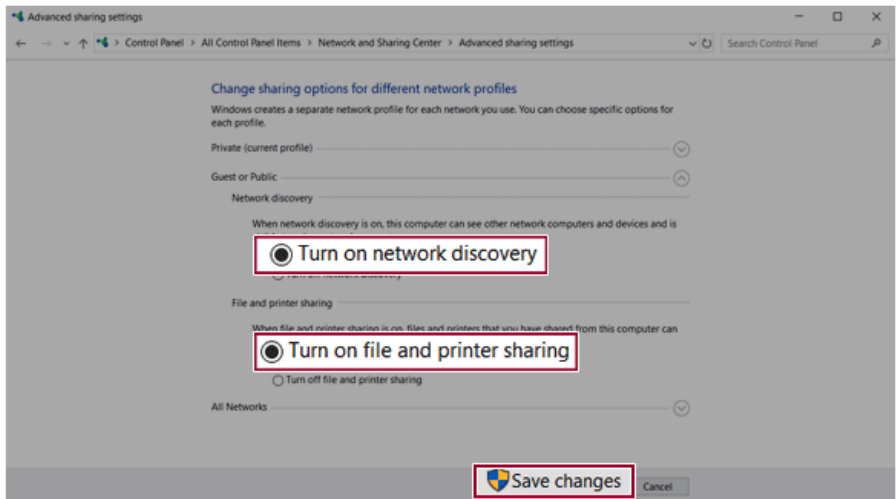 Advanced sharing settings
Control Panel > All Control Panel Items > Network and Sharing Center > Advanced sharing settings
Search Control Panel
Change sharing options for different network profiles
Windows creates a separate network profile for each network you use. You can choose specific options for
each profile.
Private (current profile)
Guest or Public
Network discovery
When network discovery is on, this computer can see other network computers and devices and is
Turn on network discovery
File and printer sharing
When file and printer sharing is on, files and printers that you have shared from this computer can
Turn on file and printer sharing
Turn off file and printer sharing
All Networks
Save changes
Cancel